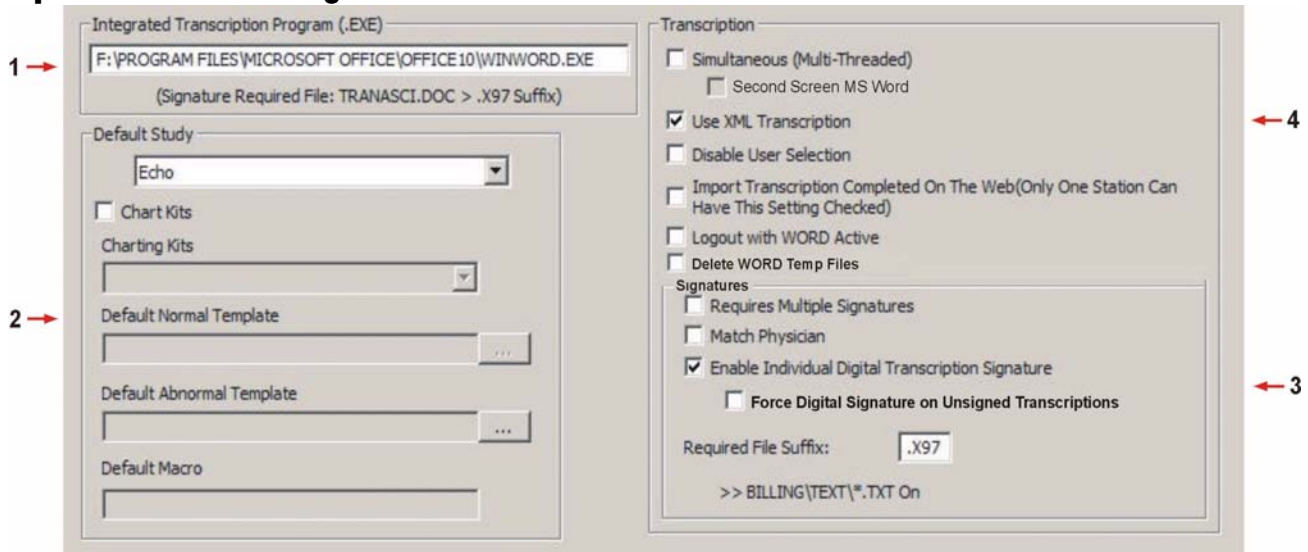 Integrated Transcription Program (.EXE)
1
F:\PROGRAM FILES\MICROSOFT OFFICE\OFFICE10\WINWORD.EXE
(Signature Required File: TRANASCI.DOC > .X97 Suffix)
Default Study
Echo
Chart Kits
Charting Kits
2
Default Normal Template
...
Default Abnormal Template
...
Default Macro
Transcription
Simultaneous (Multi-Threaded)
Second Screen MS Word
Use XML Transcription
4
Disable User Selection
Import Transcription Completed On The Web(Only One Station Can
Have This Setting Checked)
Logout with WORD Active
Delete WORD Temp Files
Signatures
Requires Multiple Signatures
Match Physician
Enable Individual Digital Transcription Signature
3
Force Digital Signature on Unsigned Transcriptions
Required File Suffix:
.X97
>> BILLING\TEXT\*.TXT On